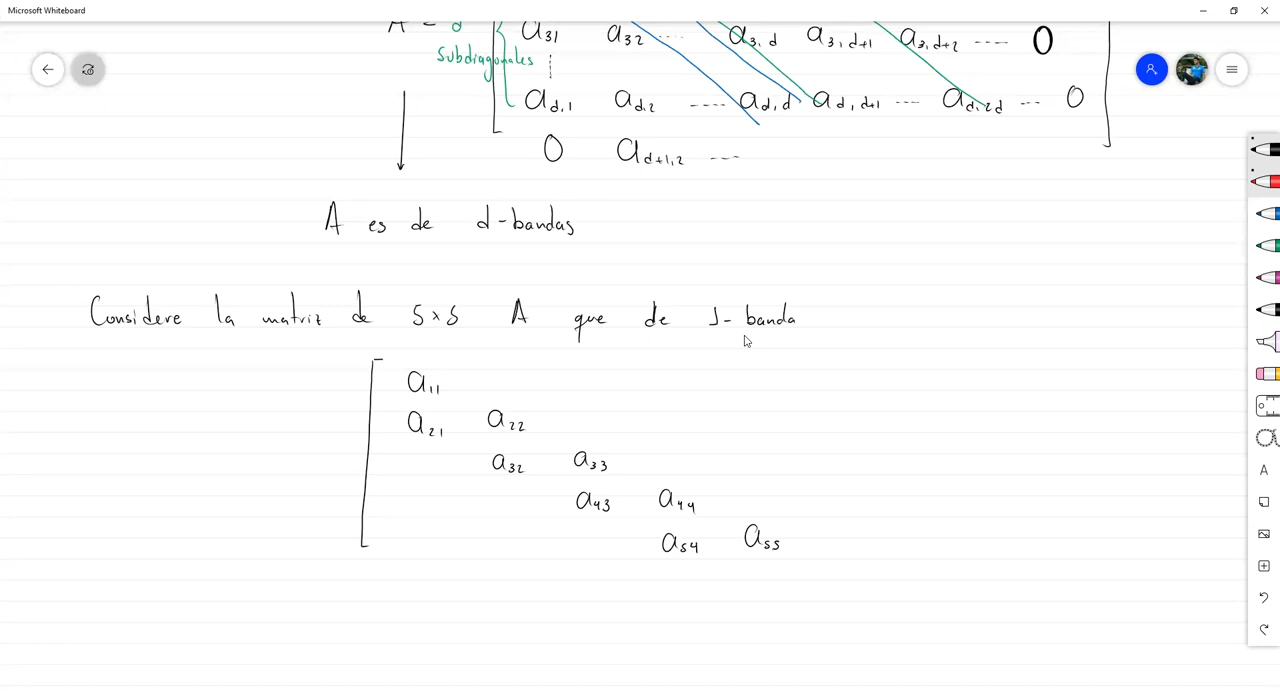 Microsoft Whiteboard
A = d a31 a32 ... a3,d a3,d+1 a3,d+2 ... 0
Subdiagonales
ad,1 ad,2 .... ad,d ad,d+1 ... ad,2d ... 0
0 ad+1,2 ...
A es de d-bandas
Considere la matriz de 5×5 A que de 1-banda
a11
a21 a22
a32 a33
a43 a44
a54 a55
A